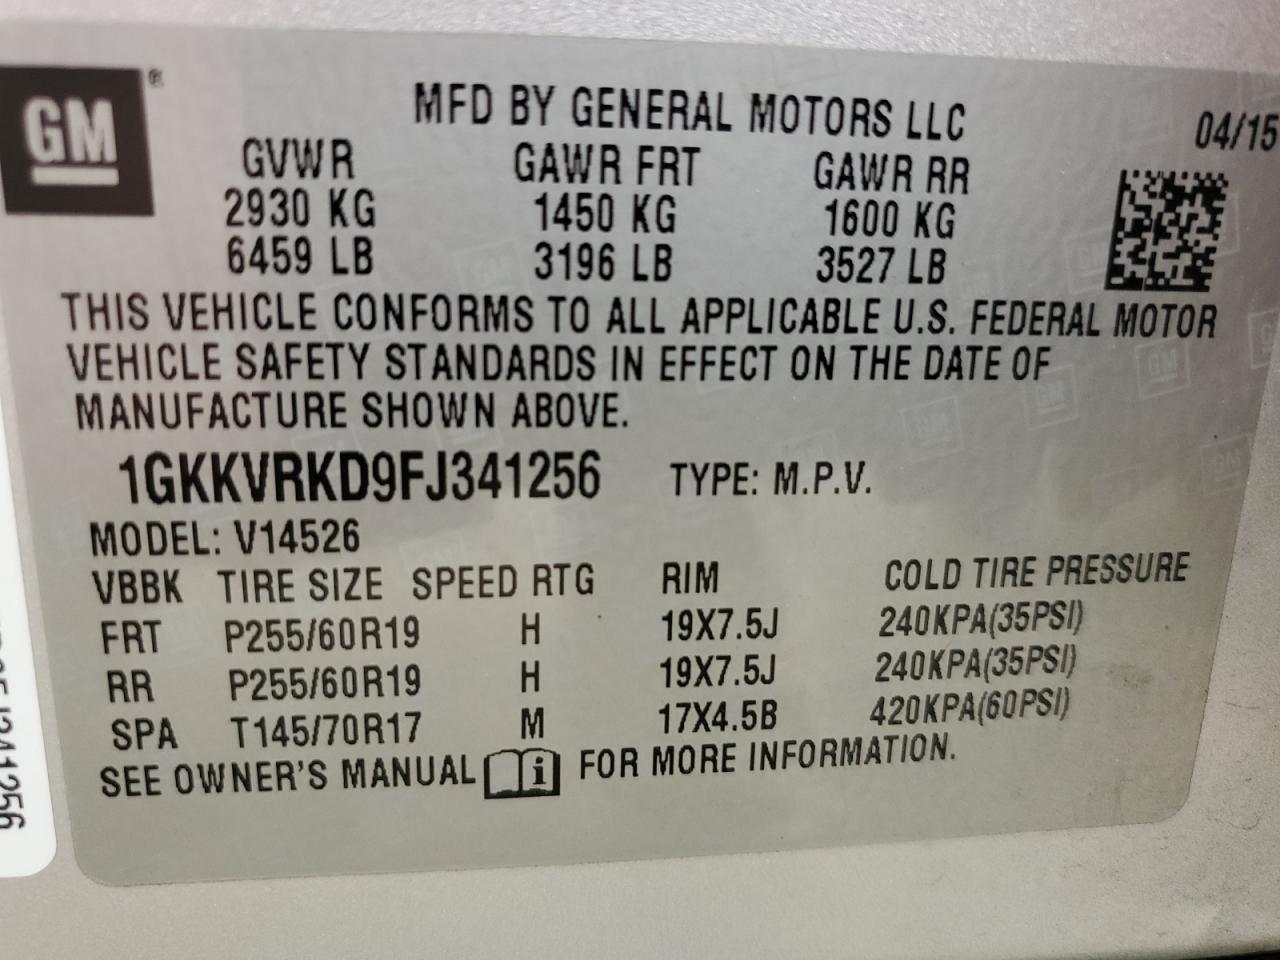 GM ®
MFD BY GENERAL MOTORS LLC 04/15
GVWR GAWR FRT GAWR RR
2930 KG 1450 KG 1600 KG
6459 LB 3196 LB 3527 LB
THIS VEHICLE CONFORMS TO ALL APPLICABLE U.S. FEDERAL MOTOR
VEHICLE SAFETY STANDARDS IN EFFECT ON THE DATE OF
MANUFACTURE SHOWN ABOVE.
1GKKVRKD9FJ341256 TYPE: M.P.V.
MODEL: V14526
VBBK TIRE SIZE SPEED RTG RIM COLD TIRE PRESSURE
FRT P255/60R19 H 19X7.5J 240KPA(35PSI)
RR P255/60R19 H 19X7.5J 240KPA(35PSI)
SPA T145/70R17 M 17X4.5B 420KPA(60PSI)
SEE OWNER'S MANUAL i FOR MORE INFORMATION.